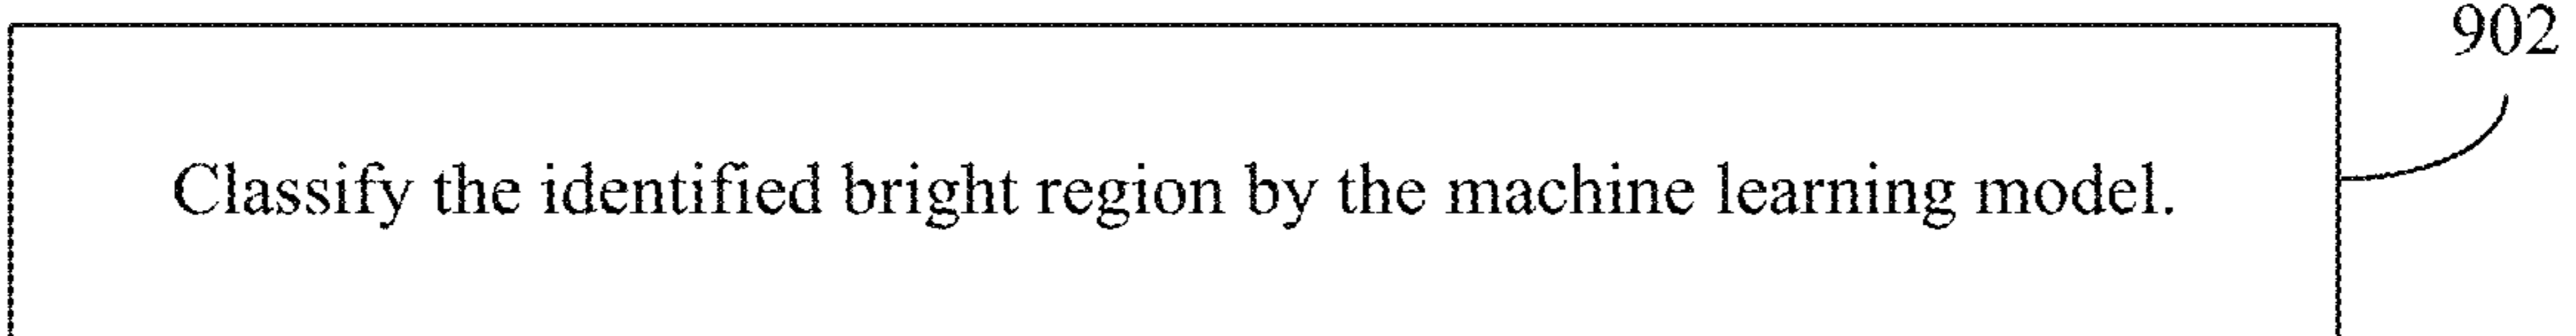 902
Classify the identified bright region by the machine learning model.